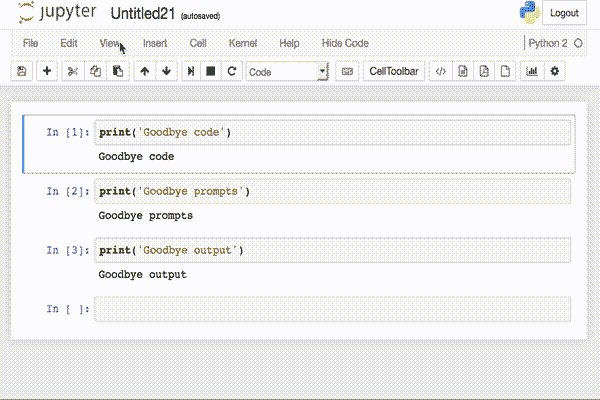 jupyter Untitled21 (autosaved) Logout
File Edit View Insert Cell Kernel Help Hide Code Python 2
Code CellToolbar
In [1]: print('Goodbye code')
Goodbye code
In [2]: print('Goodbye prompts')
Goodbye prompts
In [3]: print('Goodbye output')
Goodbye output
In [ ]: